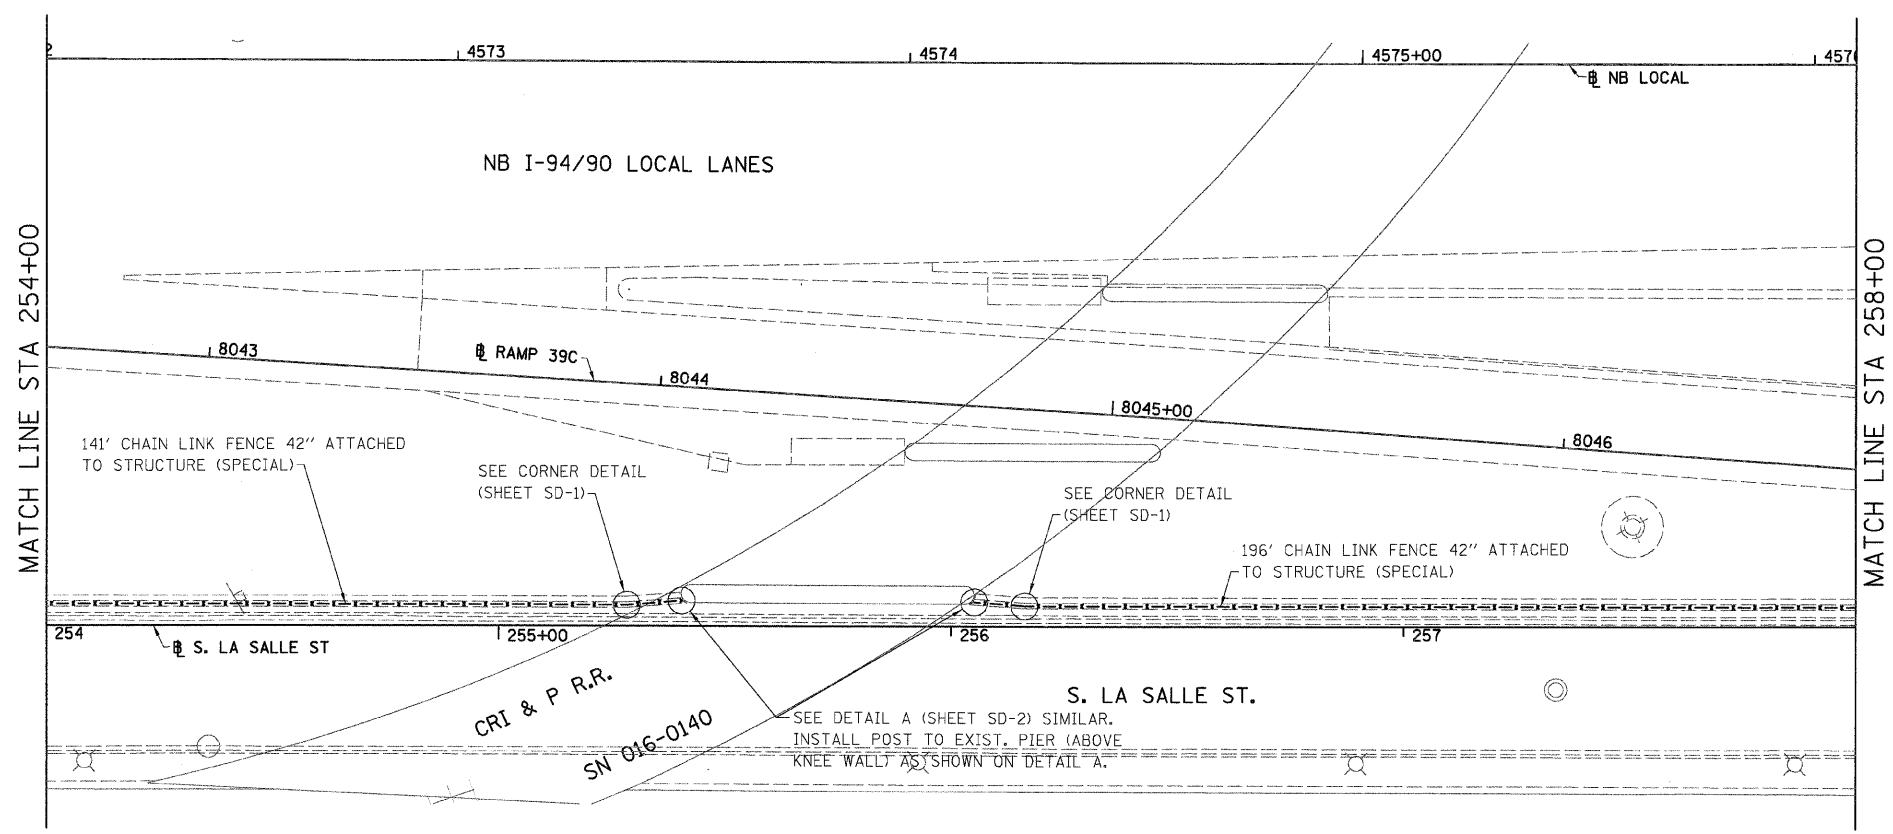 4573
4574
4575+00
457
℄ NB LOCAL
NB I-94/90 LOCAL LANES
MATCH LINE STA 254+00
MATCH LINE STA 258+00
8043
℄ RAMP 39C
8044
8045+00
8046
141' CHAIN LINK FENCE 42" ATTACHED
TO STRUCTURE (SPECIAL)
SEE CORNER DETAIL
(SHEET SD-1)
SEE CORNER DETAIL
(SHEET SD-1)
196' CHAIN LINK FENCE 42" ATTACHED
TO STRUCTURE (SPECIAL)
254
255+00
256
257
℄ S. LA SALLE ST
CRI & P R.R.
SN 016-0140
S. LA SALLE ST.
SEE DETAIL A (SHEET SD-2) SIMILAR.
INSTALL POST TO EXIST. PIER (ABOVE
KNEE WALL) AS SHOWN ON DETAIL A.